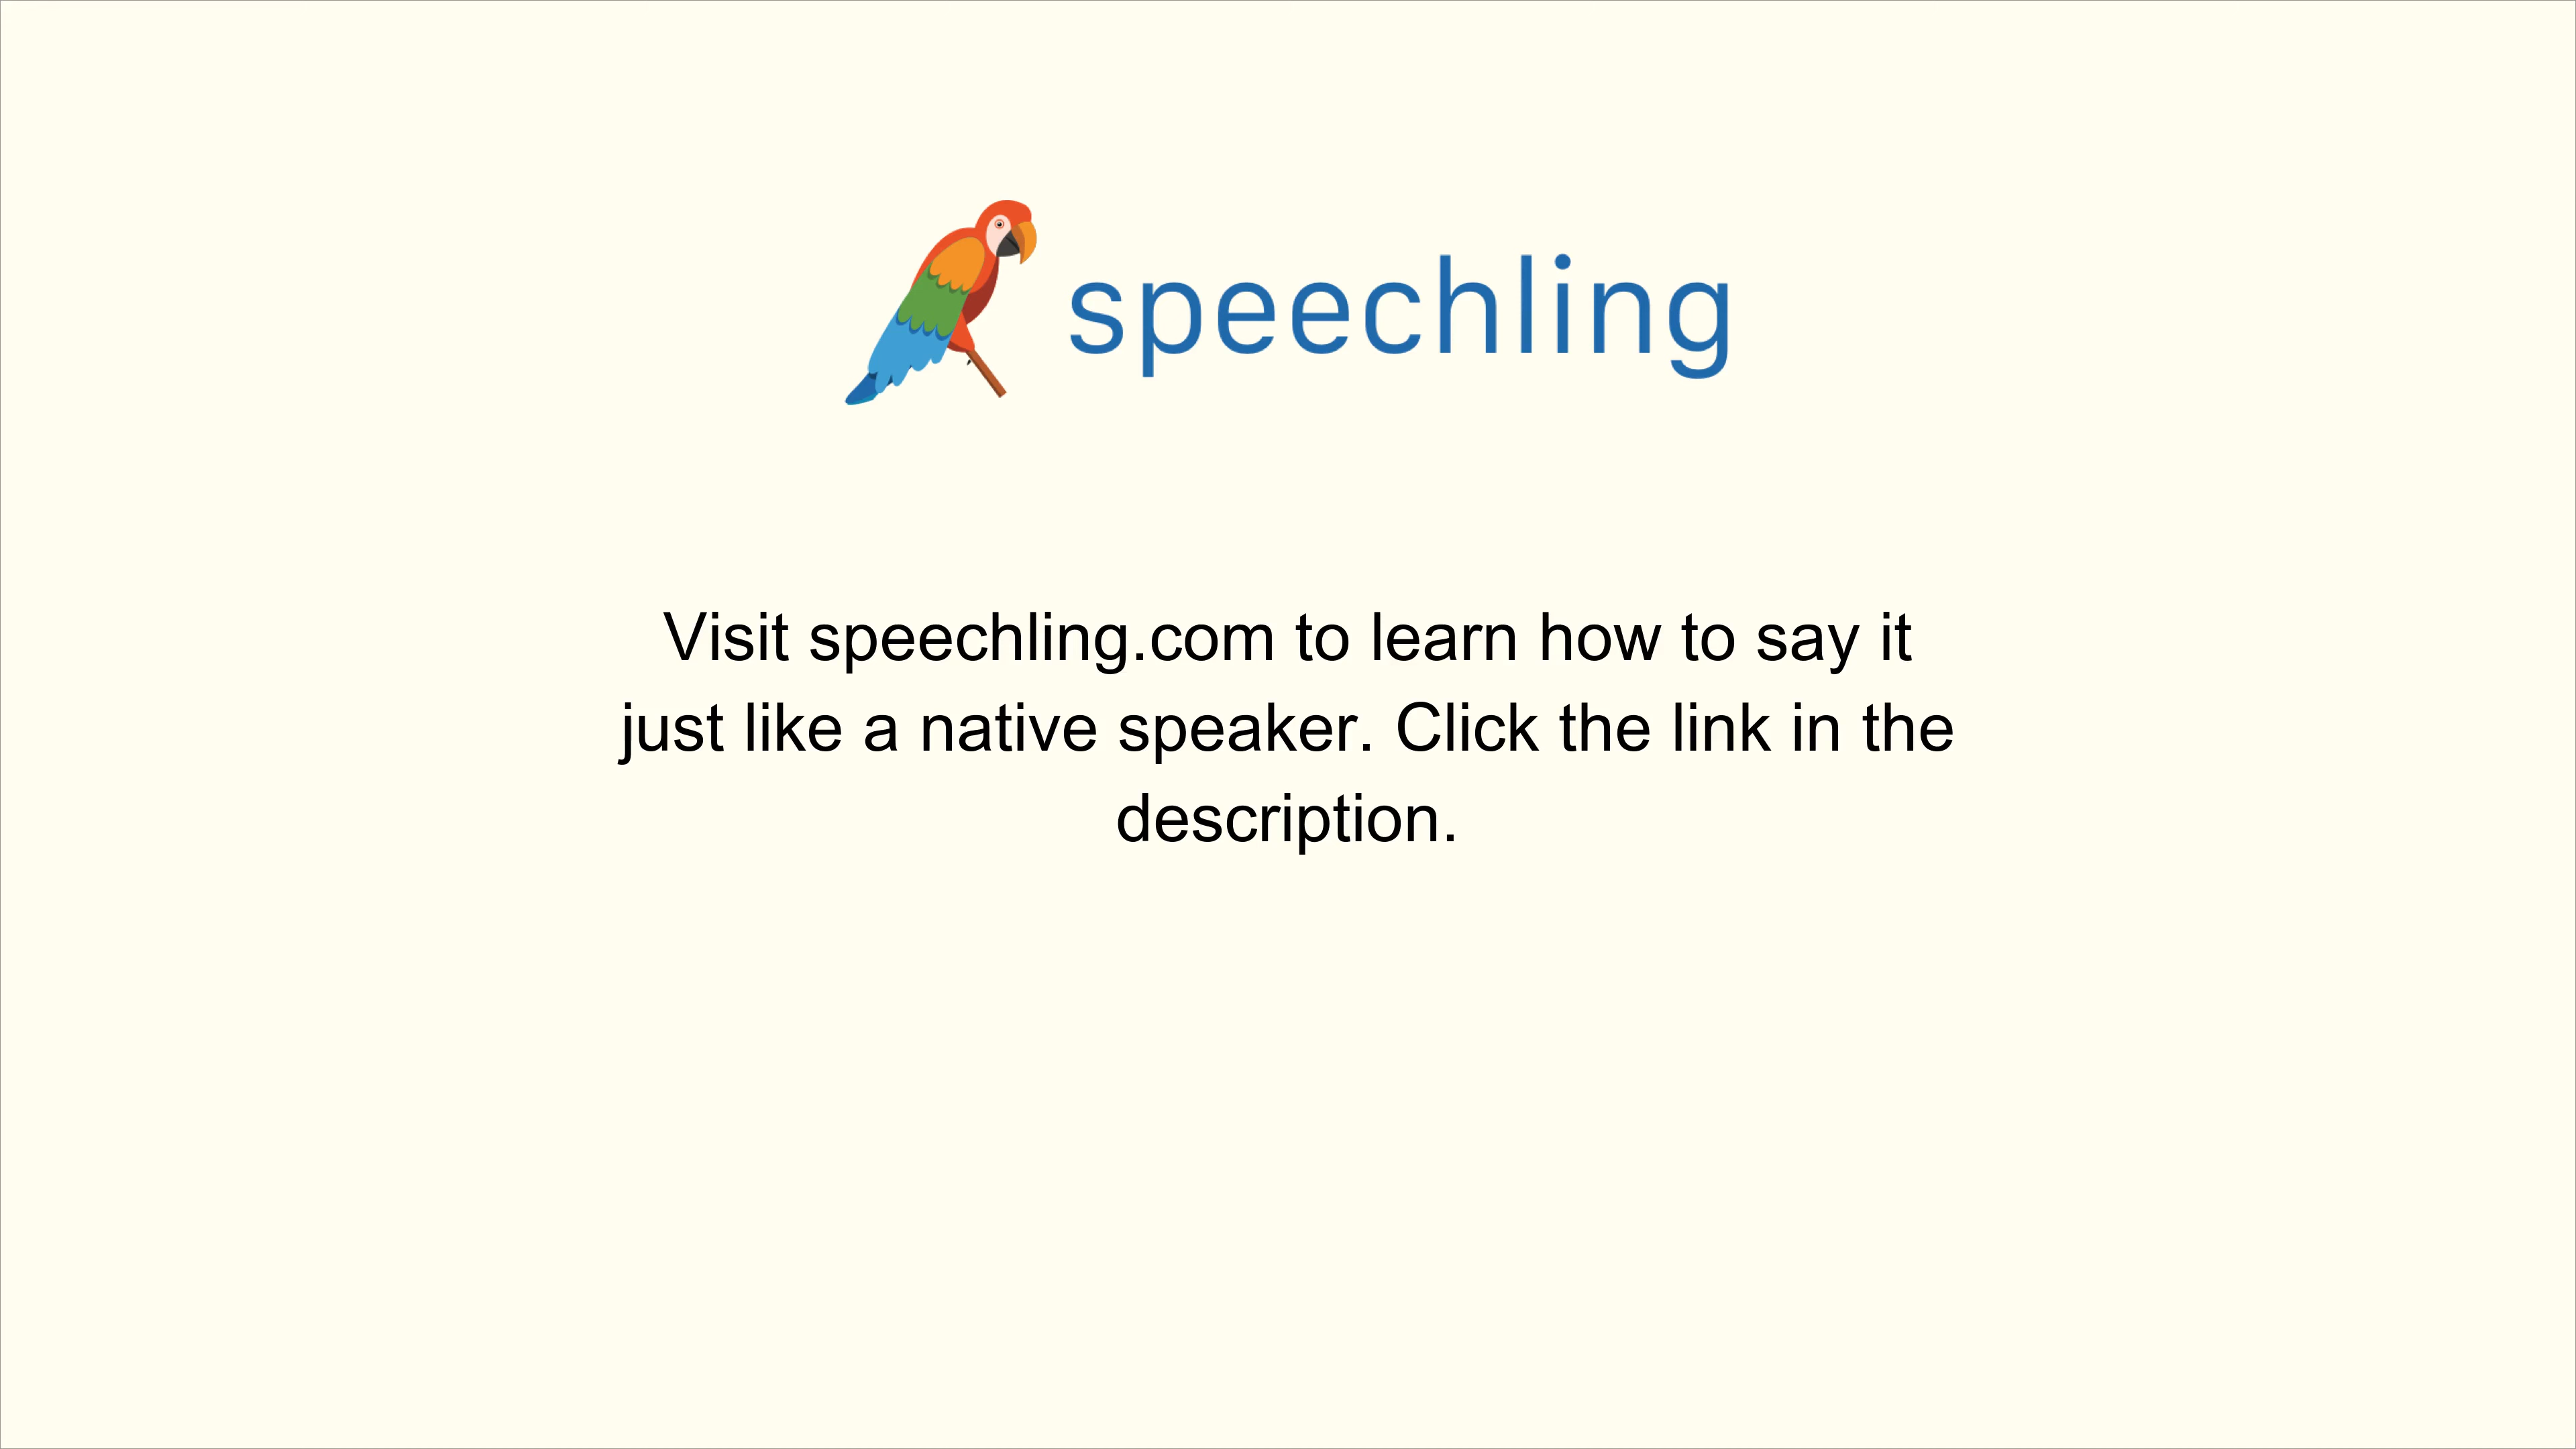 speechling
Visit speechling.com to learn how to say it
just like a native speaker. Click the link in the
description.